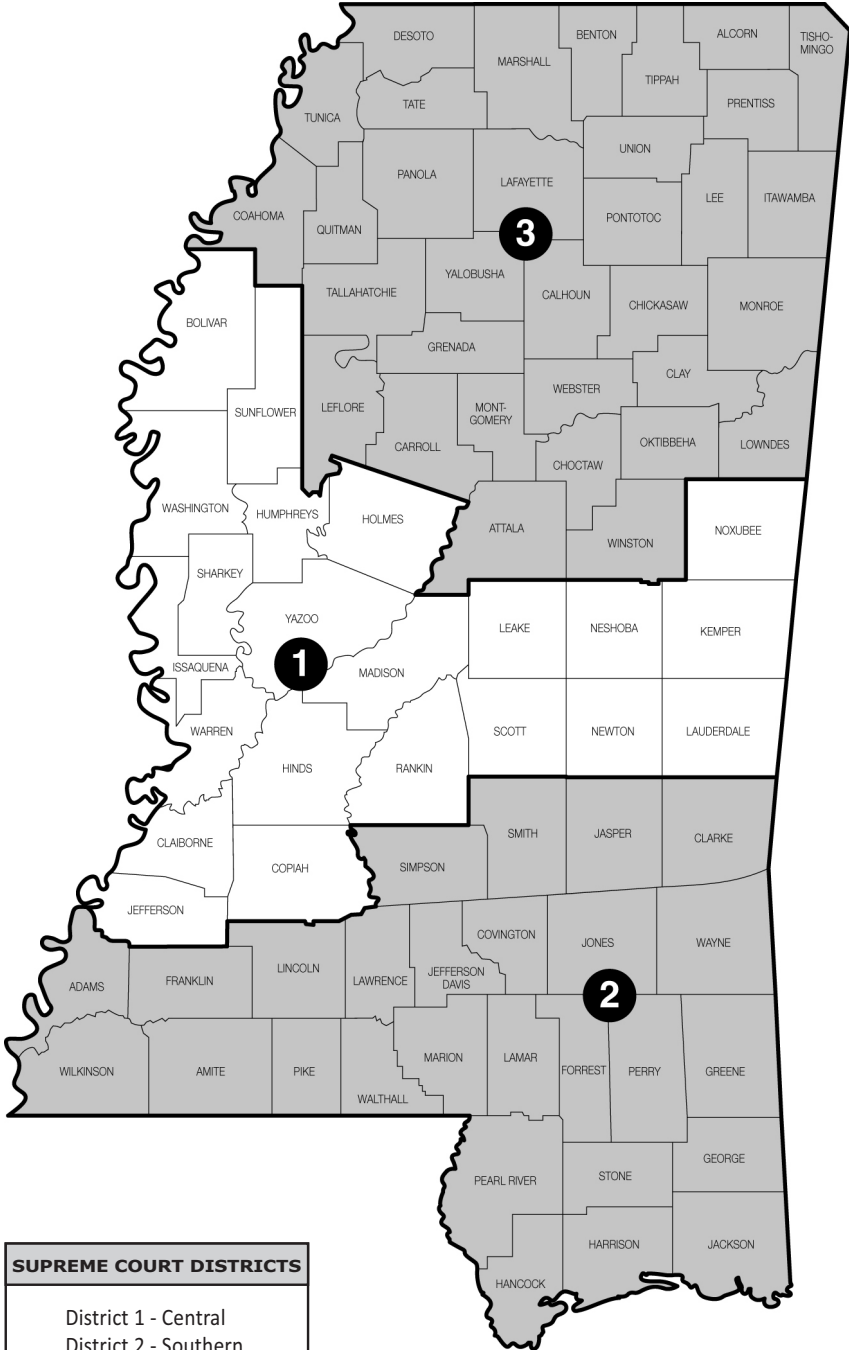 DESOTO
BENTON
ALCORN
TISHO-
MINGO
MARSHALL
TIPPAH
PRENTISS
TATE
TUNICA
UNION
PANOLA
LAFAYETTE
LEE
ITAWAMBA
COAHOMA
QUITMAN
PONTOTOC
3
YALOBUSHA
TALLAHATCHIE
CALHOUN
CHICKASAW
MONROE
BOLIVAR
GRENADA
CLAY
WEBSTER
SUNFLOWER
LEFLORE
MONT-
GOMERY
CARROLL
OKTIBBEHA
LOWNDES
CHOCTAW
WASHINGTON
HUMPHREYS
HOLMES
ATTALA
WINSTON
NOXUBEE
SHARKEY
YAZOO
LEAKE
NESHOBA
KEMPER
1
ISSAQUENA
MADISON
WARREN
SCOTT
NEWTON
LAUDERDALE
HINDS
RANKIN
CLAIBORNE
SMITH
JASPER
CLARKE
COPIAH
SIMPSON
JEFFERSON
COVINGTON
JONES
WAYNE
LINCOLN
ADAMS
FRANKLIN
LAWRENCE
JEFFERSON
DAVIS
2
WILKINSON
AMITE
PIKE
MARION
LAMAR
FORREST
PERRY
GREENE
WALTHALL
GEORGE
PEARL RIVER
STONE
HARRISON
JACKSON
HANCOCK
SUPREME COURT DISTRICTS
District 1 - Central
District 2 - Southern